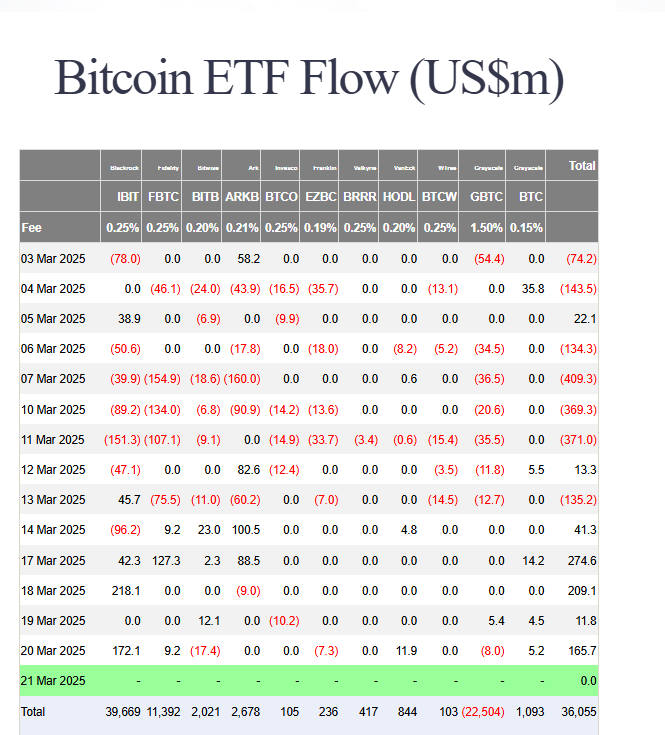 Bitcoin ETF Flow (US$m)
Blackrock Fidelity Bitwise Ark Invesco Franklin Valkyrie VanEck WTree Grayscale Grayscale Total
IBIT FBTC BITB ARKB BTCO EZBC BRRR HODL BTCW GBTC BTC
Fee 0.25% 0.25% 0.20% 0.21% 0.25% 0.19% 0.25% 0.20% 0.25% 1.50% 0.15%
03 Mar 2025 (78.0) 0.0 0.0 58.2 0.0 0.0 0.0 0.0 0.0 (54.4) 0.0 (74.2)
04 Mar 2025 0.0 (46.1) (24.0) (43.9) (16.5) (35.7) 0.0 0.0 (13.1) 0.0 35.8 (143.5)
05 Mar 2025 38.9 0.0 (6.9) 0.0 (9.9) 0.0 0.0 0.0 0.0 0.0 0.0 22.1
06 Mar 2025 (50.6) 0.0 0.0 (17.8) 0.0 (18.0) 0.0 (8.2) (5.2) (34.5) 0.0 (134.3)
07 Mar 2025 (39.9) (154.9) (18.6) (160.0) 0.0 0.0 0.0 0.6 0.0 (36.5) 0.0 (409.3)
10 Mar 2025 (89.2) (134.0) (6.8) (90.9) (14.2) (13.6) 0.0 0.0 0.0 (20.6) 0.0 (369.3)
11 Mar 2025 (151.3) (107.1) (9.1) 0.0 (14.9) (33.7) (3.4) (0.6) (15.4) (35.5) 0.0 (371.0)
12 Mar 2025 (47.1) 0.0 0.0 82.6 (12.4) 0.0 0.0 0.0 (3.5) (11.8) 5.5 13.3
13 Mar 2025 45.7 (75.5) (11.0) (60.2) 0.0 (7.0) 0.0 0.0 (14.5) (12.7) 0.0 (135.2)
14 Mar 2025 (96.2) 9.2 23.0 100.5 0.0 0.0 0.0 4.8 0.0 0.0 0.0 41.3
17 Mar 2025 42.3 127.3 2.3 88.5 0.0 0.0 0.0 0.0 0.0 0.0 14.2 274.6
18 Mar 2025 218.1 0.0 0.0 (9.0) 0.0 0.0 0.0 0.0 0.0 0.0 0.0 209.1
19 Mar 2025 0.0 0.0 12.1 0.0 (10.2) 0.0 0.0 0.0 0.0 5.4 4.5 11.8
20 Mar 2025 172.1 9.2 (17.4) 0.0 0.0 (7.3) 0.0 11.9 0.0 (8.0) 5.2 165.7
21 Mar 2025 - - - - - - - - - - - 0.0
Total 39,669 11,392 2,021 2,678 105 236 417 844 103 (22,504) 1,093 36,055